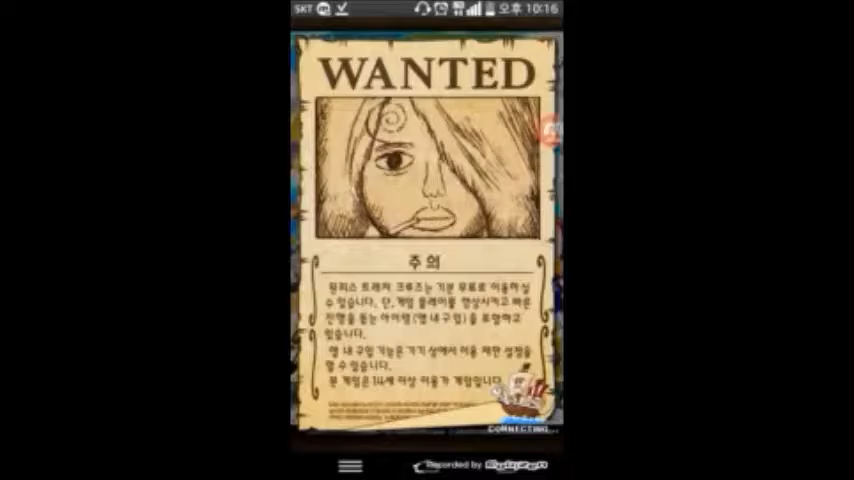 SKT 오후 10:16
WANTED
주의
원피스 트레저 크루즈는 기본 무료로 이용하실
수 있습니다. 단, 게임 플레이를 향상시키고 빠른
진행을 돕는 아이템(앱 내 구입)을 포함하고
있습니다.
앱 내 구입 기능은 기기 상에서 이용 제한 설정을
할 수 있습니다.
본 게임은 14세 이상 이용가 게임입니다.
CONNECTING...
Recorded by